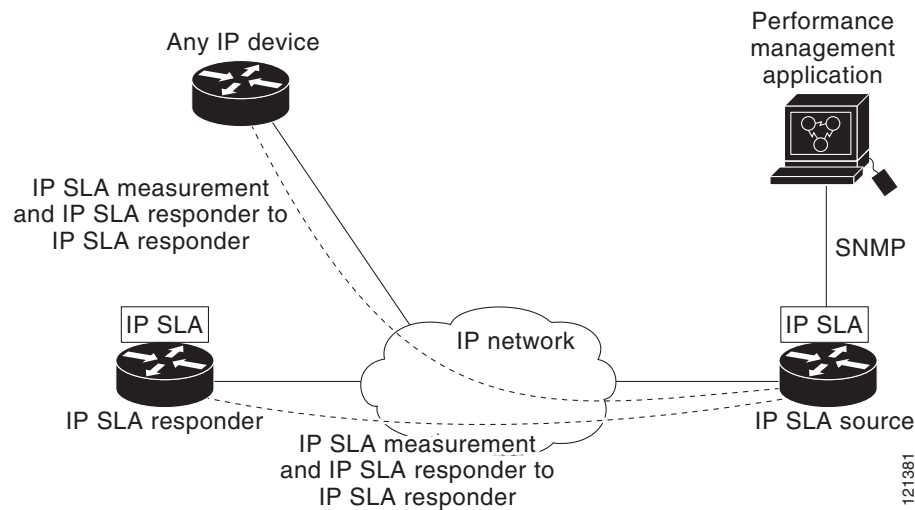 Performance
management
application
Any IP device
IP SLA measurement
and IP SLA responder to
IP SLA responder
SNMP
IP SLA
IP network
IP SLA
IP SLA responder
IP SLA source
IP SLA measurement
and IP SLA responder to
IP SLA responder
121381